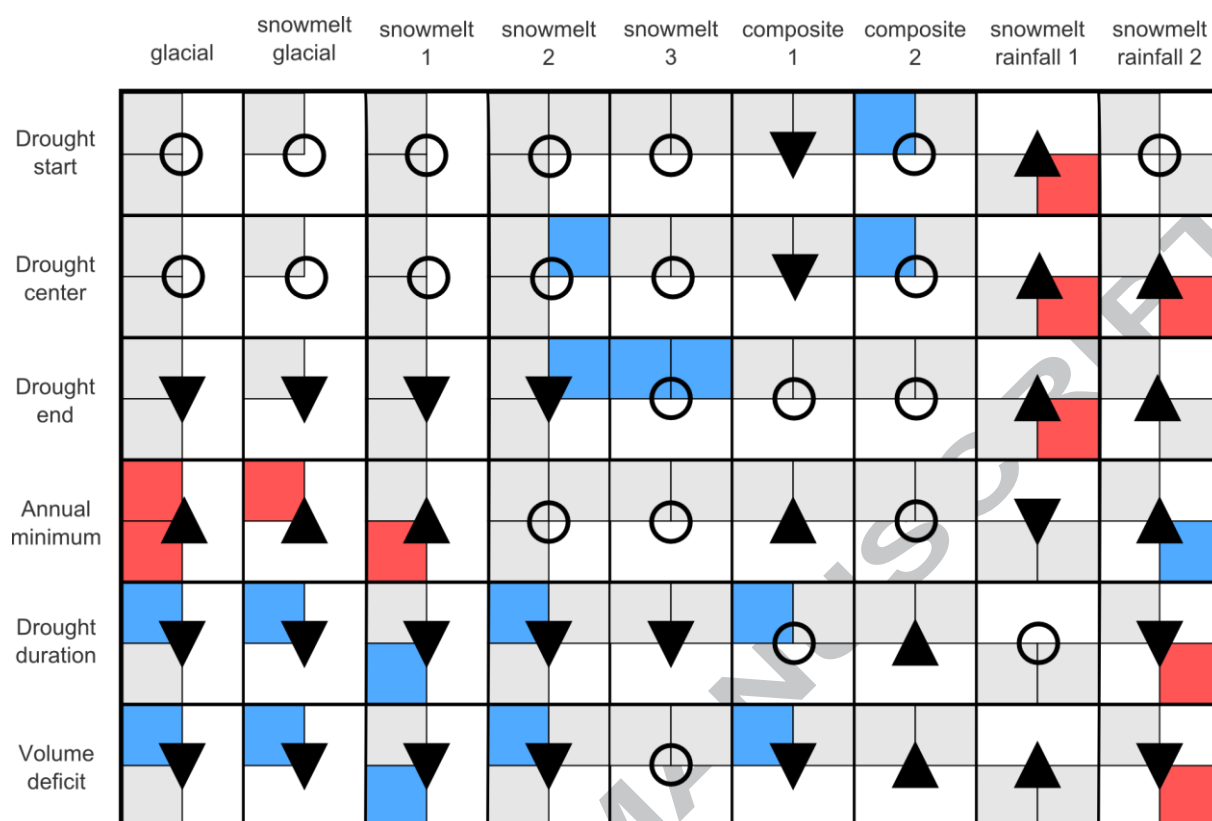 glacial
snowmelt
glacial
snowmelt
1
snowmelt
2
snowmelt
3
composite
1
composite
2
snowmelt
rainfall 1
snowmelt
rainfall 2
Drought
start
Drought
center
Drought
end
Annual
minimum
Drought
duration
Volume
deficit
MANUSCRIPT